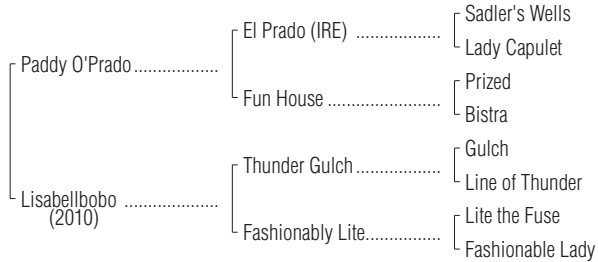 Sadler's Wells
El Prado (IRE) ..................
Lady Capulet
Paddy O'Prado..................
Prized
Fun House ........................
Bistra
Gulch
Thunder Gulch..................
Line of Thunder
Lisabellbobo ....................
(2010)
Lite the Fuse
Fashionably Lite................
Fashionable Lady